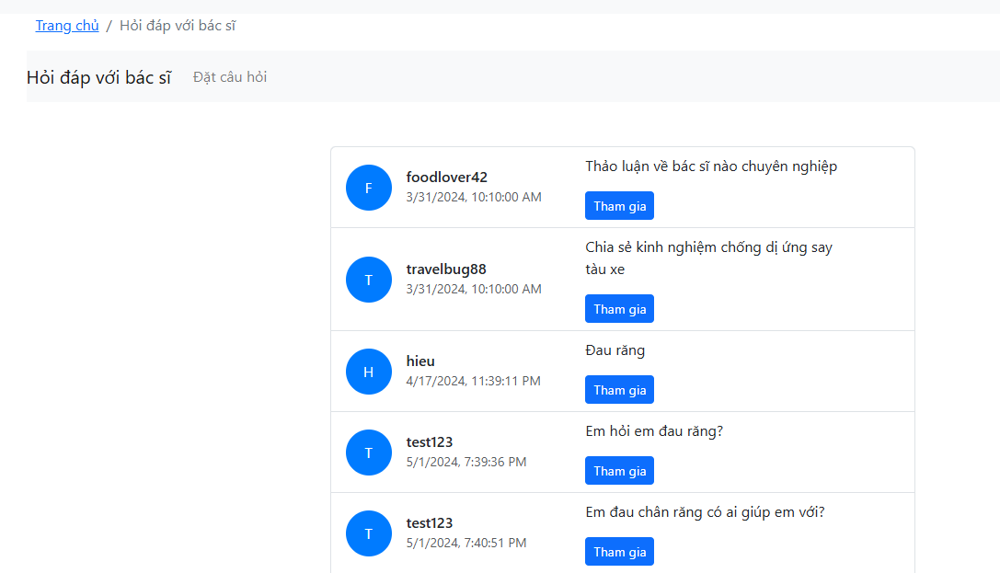 Trang chủ / Hỏi đáp với bác sĩ
Hỏi đáp với bác sĩ Đặt câu hỏi
F
foodlover42
3/31/2024, 10:10:00 AM
Thảo luận về bác sĩ nào chuyên nghiệp
Tham gia
T
travelbug88
3/31/2024, 10:10:00 AM
Chia sẻ kinh nghiệm chống dị ứng say
tàu xe
Tham gia
H
hieu
4/17/2024, 11:39:11 PM
Đau răng
Tham gia
T
test123
5/1/2024, 7:39:36 PM
Em hỏi em đau răng?
Tham gia
T
test123
5/1/2024, 7:40:51 PM
Em đau chân răng có ai giúp em với?
Tham gia